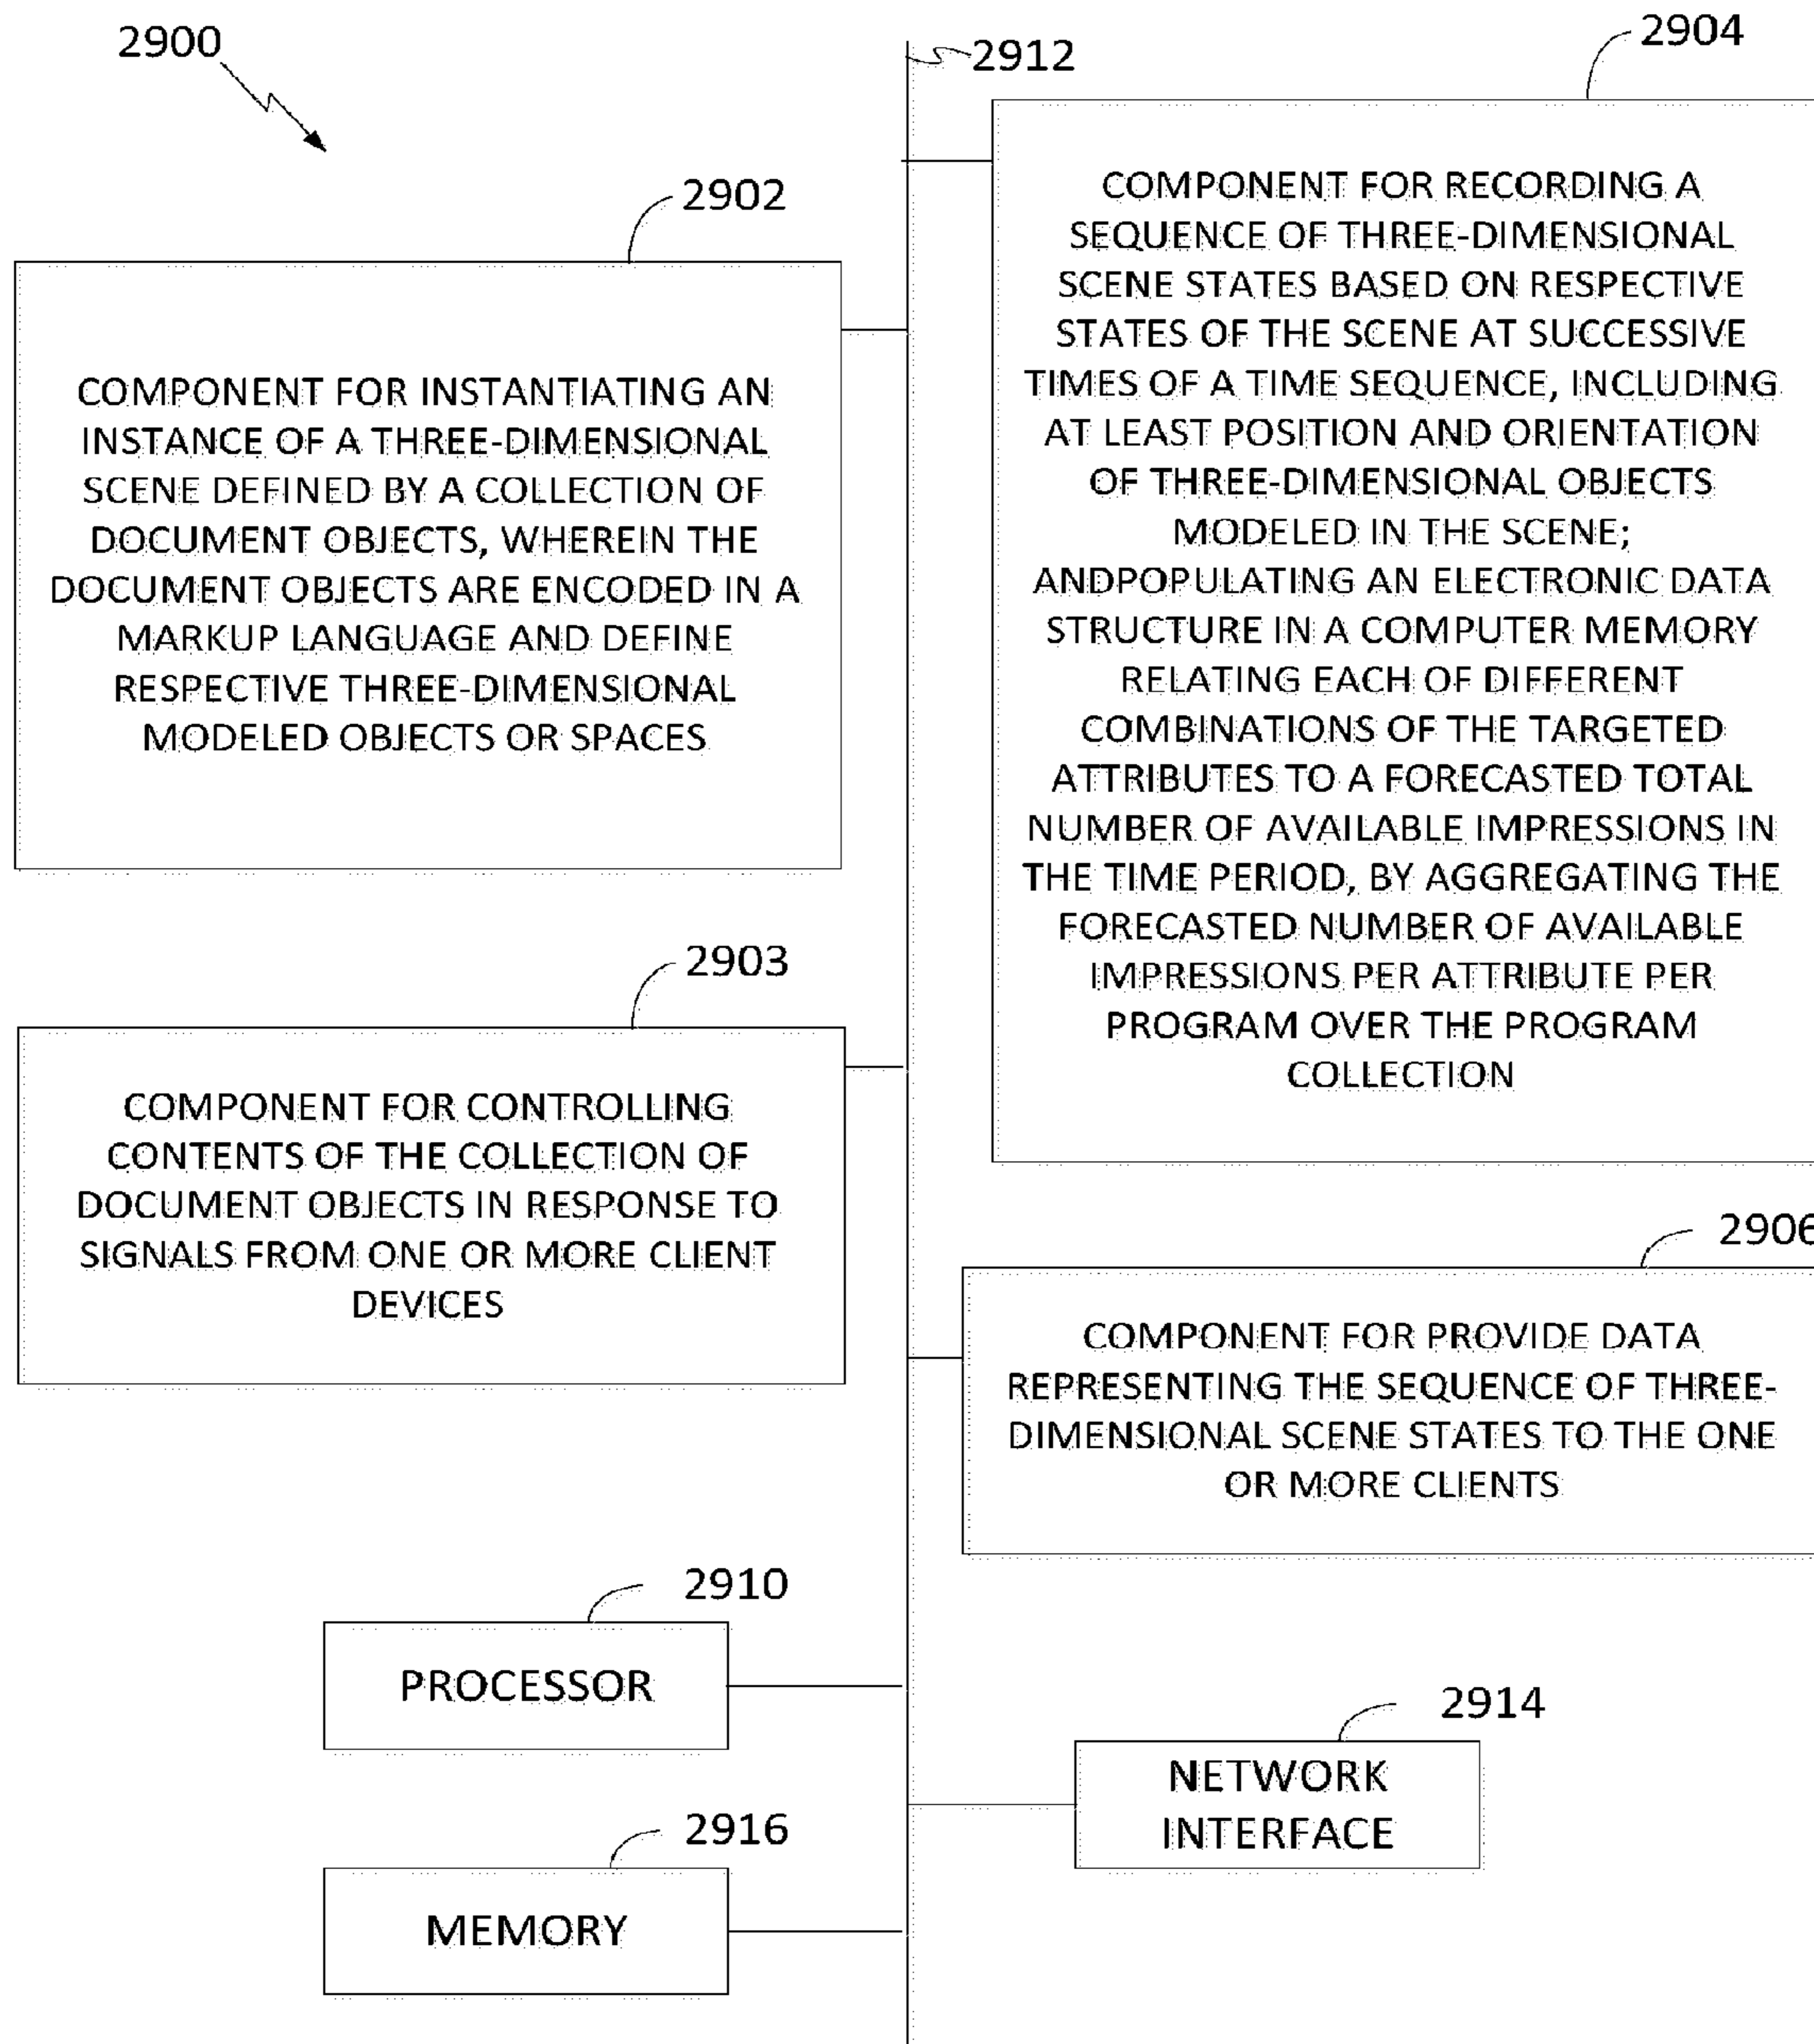 2900
2912
2904
2902
COMPONENT FOR INSTANTIATING AN
INSTANCE OF A THREE-DIMENSIONAL
SCENE DEFINED BY A COLLECTION OF
DOCUMENT OBJECTS, WHEREIN THE
DOCUMENT OBJECTS ARE ENCODED IN A
MARKUP LANGUAGE AND DEFINE
RESPECTIVE THREE-DIMENSIONAL
MODELED OBJECTS OR SPACES
COMPONENT FOR RECORDING A
SEQUENCE OF THREE-DIMENSIONAL
SCENE STATES BASED ON RESPECTIVE
STATES OF THE SCENE AT SUCCESSIVE
TIMES OF A TIME SEQUENCE, INCLUDING
AT LEAST POSITION AND ORIENTATION
OF THREE-DIMENSIONAL OBJECTS
MODELED IN THE SCENE;
ANDPOPULATING AN ELECTRONIC DATA
STRUCTURE IN A COMPUTER MEMORY
RELATING EACH OF DIFFERENT
COMBINATIONS OF THE TARGETED
ATTRIBUTES TO A FORECASTED TOTAL
NUMBER OF AVAILABLE IMPRESSIONS IN
THE TIME PERIOD, BY AGGREGATING THE
FORECASTED NUMBER OF AVAILABLE
IMPRESSIONS PER ATTRIBUTE PER
PROGRAM OVER THE PROGRAM
COLLECTION
2903
COMPONENT FOR CONTROLLING
CONTENTS OF THE COLLECTION OF
DOCUMENT OBJECTS IN RESPONSE TO
SIGNALS FROM ONE OR MORE CLIENT
DEVICES
2906
COMPONENT FOR PROVIDE DATA
REPRESENTING THE SEQUENCE OF THREE-
DIMENSIONAL SCENE STATES TO THE ONE
OR MORE CLIENTS
2910
PROCESSOR
2914
NETWORK
INTERFACE
2916
MEMORY